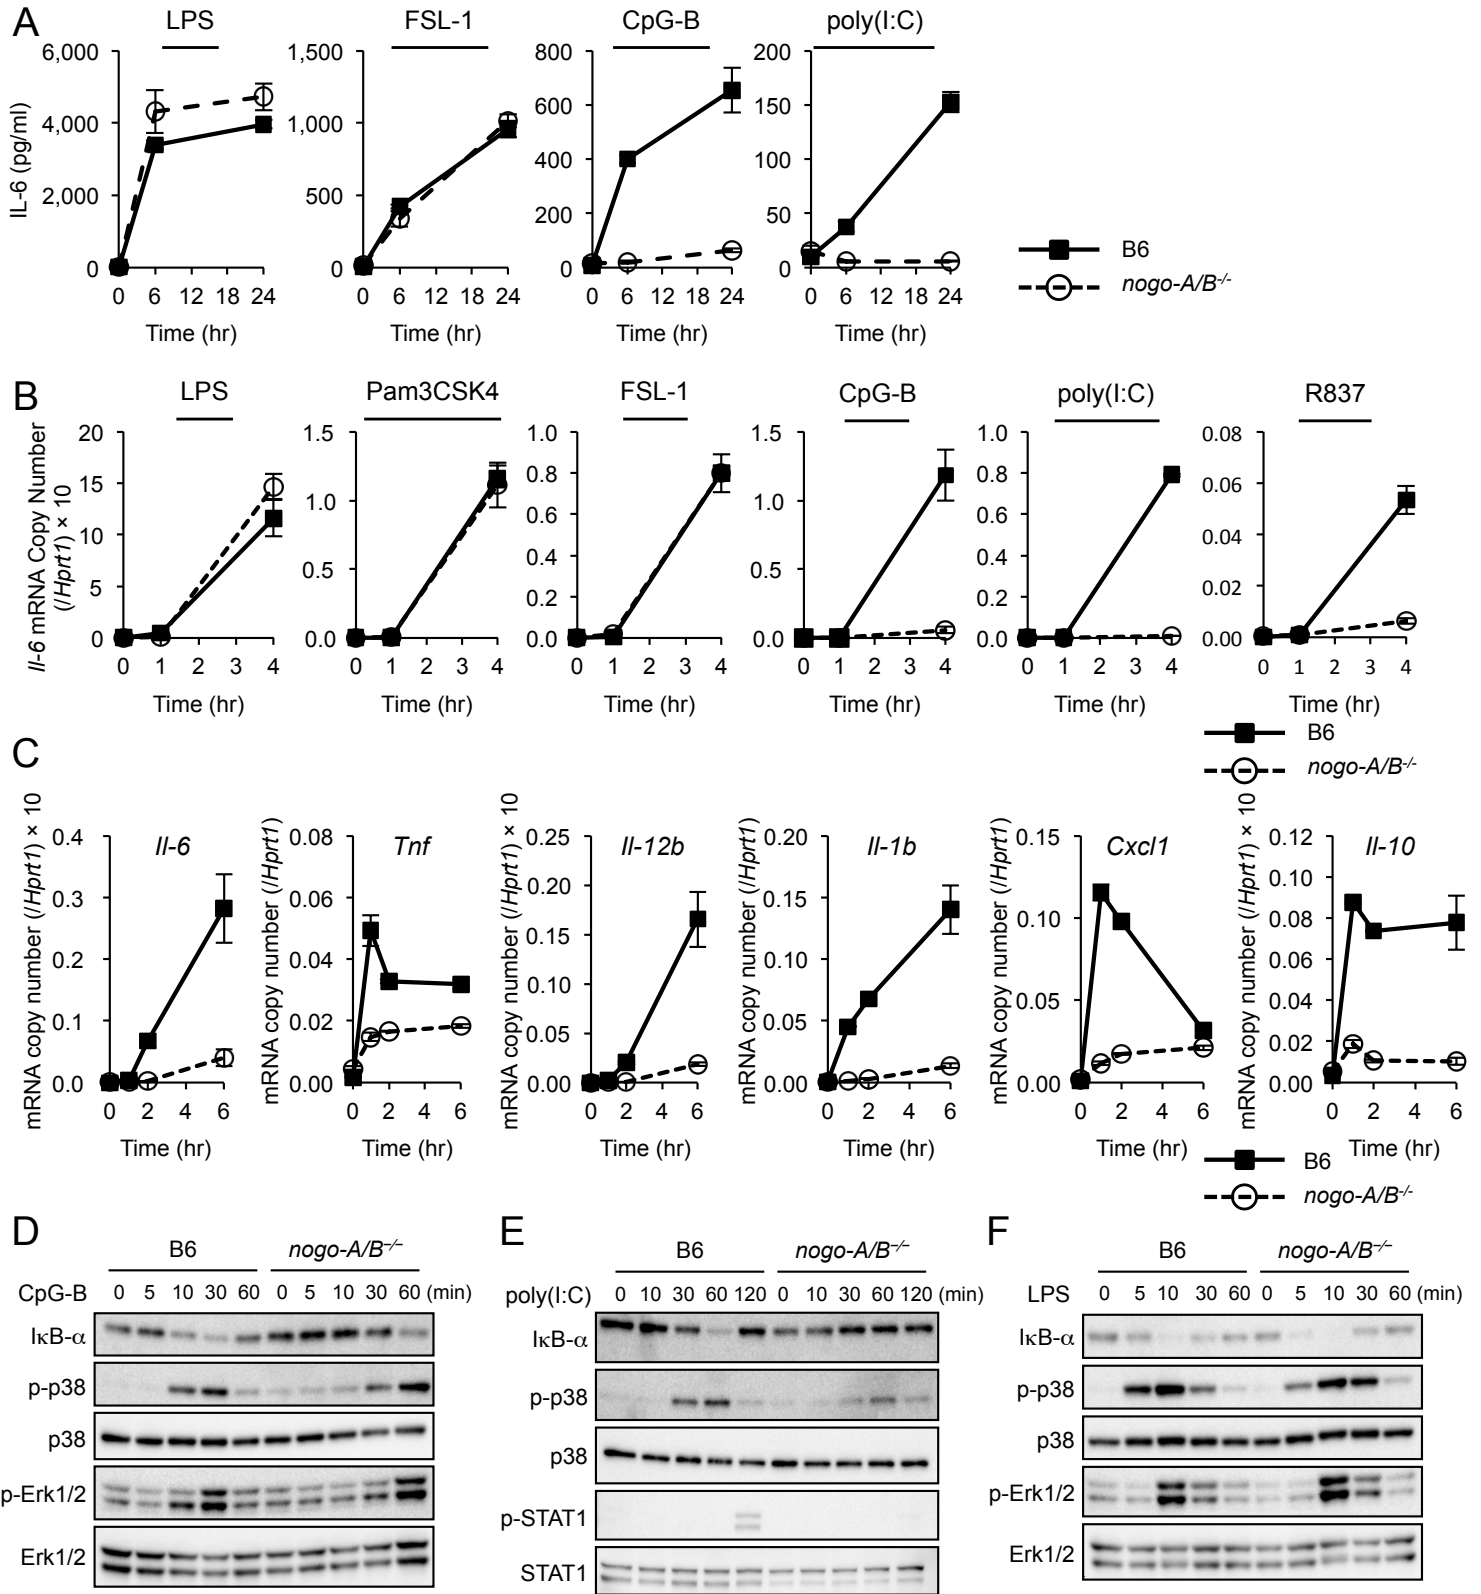 A
LPS FSL-1 CpG-B poly(I:C)
IL-6 (pg/ml)
6,000 1,500 800 200
4,000 1,000 600 150
2,000 500 400 100
0 0 200 50
0 0
0 6 12 18 24 0 6 12 18 24 0 6 12 18 24 0 6 12 18 24
Time (hr) Time (hr) Time (hr) Time (hr)
B6
nogo-A/B-/-
B
LPS Pam3CSK4 FSL-1 CpG-B poly(I:C) R837
Il-6 mRNA Copy Number
(/Hprt1) × 10
20 15 10 5 0
1.5 1.0 0.5 0.0
1.0 0.8 0.6 0.4 0.2 0.0
1.5 1.0 0.5 0.0
1.0 0.8 0.6 0.4 0.2 0.0
0.08 0.06 0.04 0.02 0.00
0 1 2 3 4 0 1 2 3 4 0 1 2 3 4 0 1 2 3 4 0 1 2 3 4 0 1 2 3 4
Time (hr) Time (hr) Time (hr) Time (hr) Time (hr) Time (hr)
B6
nogo-A/B-/-
C
Il-6 Tnf Il-12b Il-1b Cxcl1 Il-10
mRNA copy number (/Hprt1) × 10
0.4 0.3 0.2 0.1 0.0
mRNA copy number (/Hprt1)
0.08 0.06 0.04 0.02 0.00
mRNA copy number (/Hprt1) × 10
0.25 0.20 0.15 0.10 0.05 0.00
mRNA copy number (/Hprt1)
0.20 0.15 0.10 0.05 0.00
mRNA copy number (/Hprt1)
0.15 0.10 0.05 0.00
mRNA copy number (/Hprt1) × 10
0.12 0.10 0.08 0.06 0.04 0.02 0.00
0 2 4 6 0 2 4 6 0 2 4 6 0 2 4 6 0 2 4 6 0 2 4 6
Time (hr) Time (hr) Time (hr) Time (hr) Time (hr) Time (hr)
B6
nogo-A/B-/-
D
B6 nogo-A/B−/−
CpG-B 0 5 10 30 60 0 5 10 30 60 (min)
IκB-α
p-p38
p38
p-Erk1/2
Erk1/2
E
B6 nogo-A/B−/−
poly(I:C) 0 10 30 60 120 0 10 30 60 120 (min)
IκB-α
p-p38
p38
p-STAT1
STAT1
F
B6 nogo-A/B−/−
LPS 0 5 10 30 60 0 5 10 30 60 (min)
IκB-α
p-p38
p38
p-Erk1/2
Erk1/2